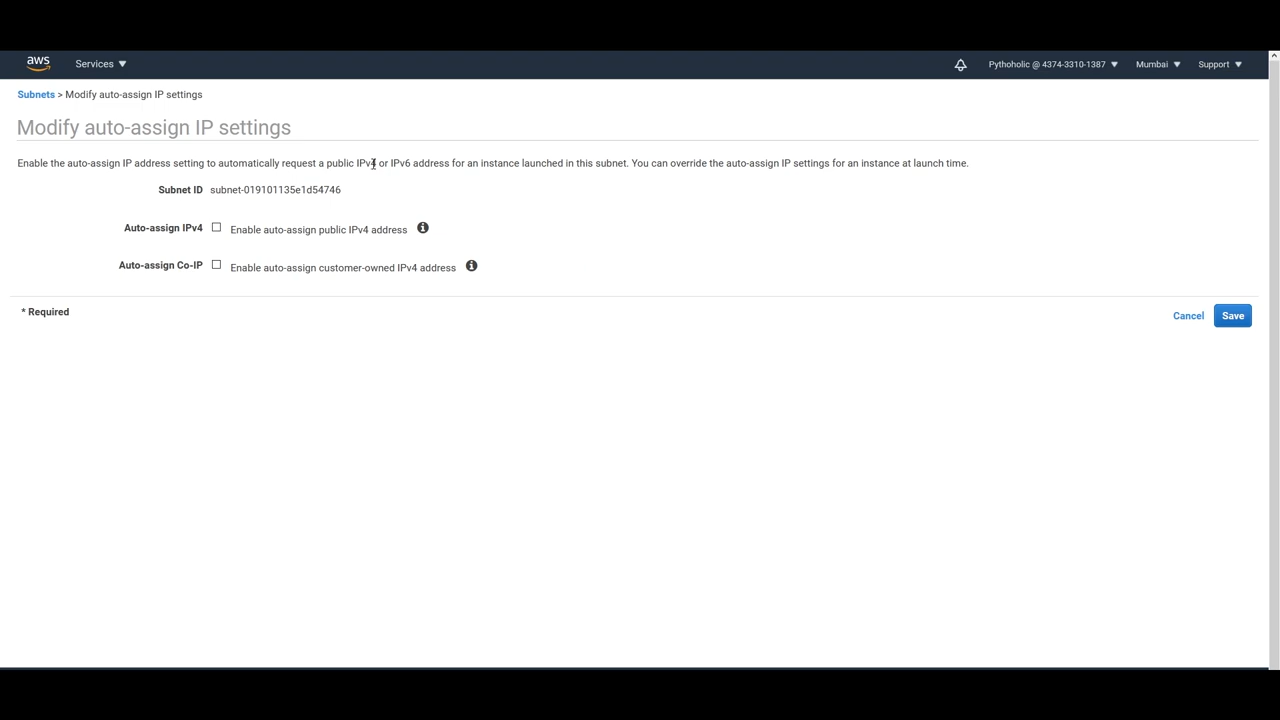 aws Services Pythoholic @ 4374-3310-1387 Mumbai Support
Subnets > Modify auto-assign IP settings
Modify auto-assign IP settings
Enable the auto-assign IP address setting to automatically request a public IPv4 or IPv6 address for an instance launched in this subnet. You can override the auto-assign IP settings for an instance at launch time.
Subnet ID subnet-019101135e1d54746
Auto-assign IPv4 Enable auto-assign public IPv4 address
Auto-assign Co-IP Enable auto-assign customer-owned IPv4 address
* Required
Cancel Save